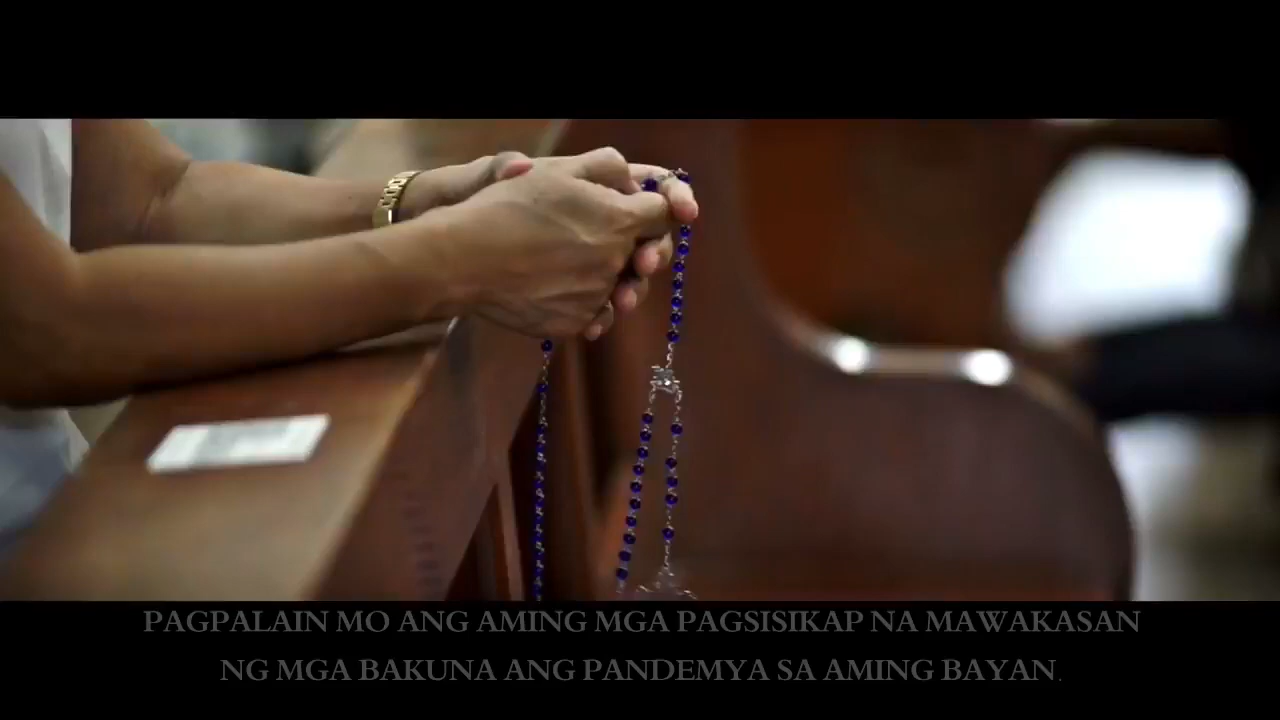 PAGPALAIN MO ANG AMING MGA PAGSISIKAP NA MAWAKASAN
NG MGA BAKUNA ANG PANDEMYA SA AMING BAYAN.